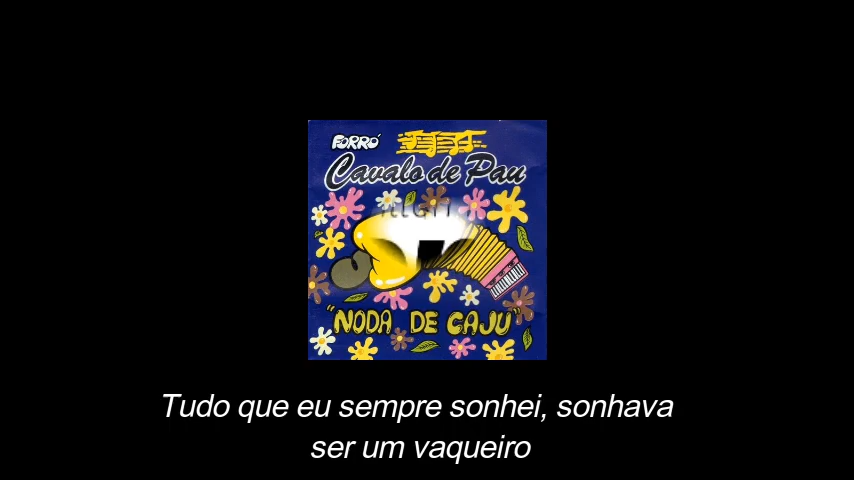 FORRÓ
Cavalo de Pau
"NODA DE CAJU"
Tudo que eu sempre sonhei, sonhava
ser um vaqueiro